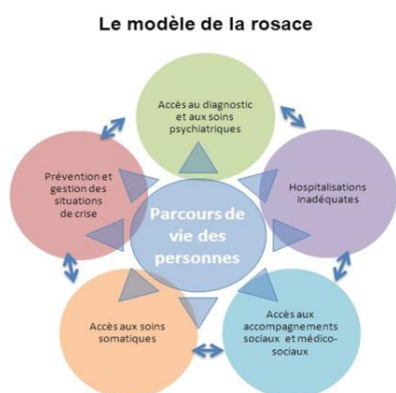 Le modèle de la rosace
Accès au diagnostic
et aux soins
psychiatriques
Prévention et
gestion des
situations
de crise
Hospitalisations
inadéquates
Parcours de
vie des
personnes
Accès aux soins
somatiques
Accès aux
accompagnements
sociaux et médico-
sociaux